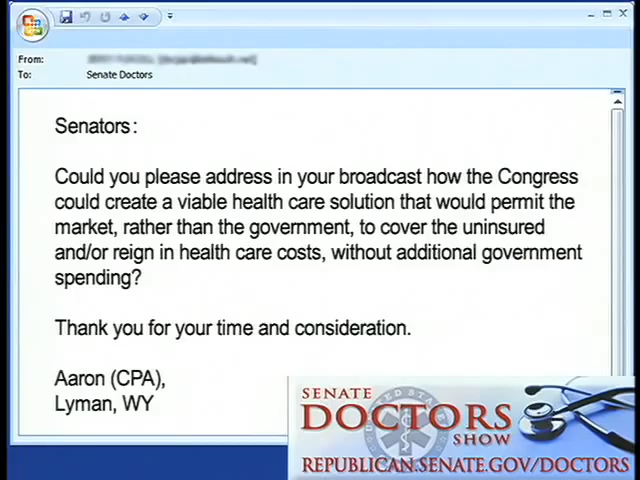 From:
To: Senate Doctors
Senators:
Could you please address in your broadcast how the Congress
could create a viable health care solution that would permit the
market, rather than the government, to cover the uninsured
and/or reign in health care costs, without additional government
spending?
Thank you for your time and consideration.
Aaron (CPA),
Lyman, WY
SENATE
DOCTORS
SHOW
REPUBLICAN.SENATE.GOV/DOCTORS